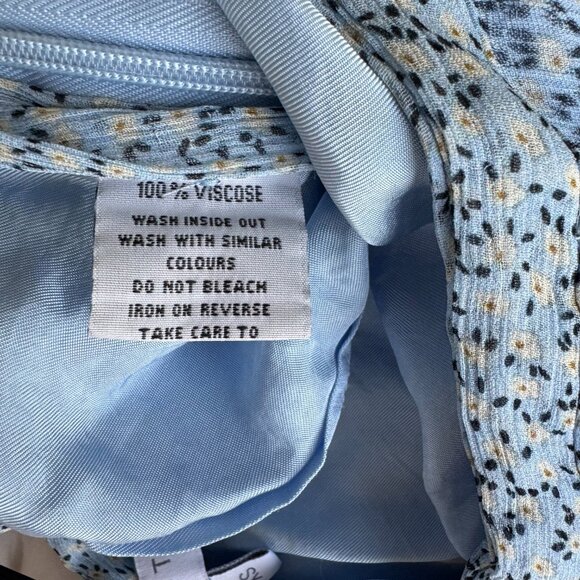 100 % ViSCOSE
WASH INSIDE OUT
WASH WITH SIMILAR
COLOURS
DO NOT BLEACH
IRON ON REVERSE
TAKE CARE TO